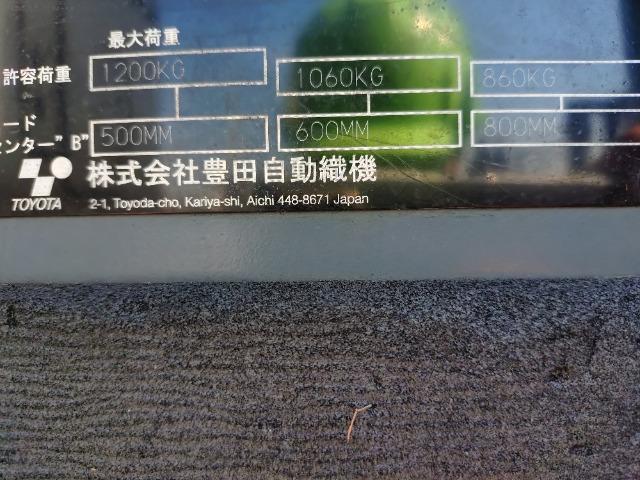 最大荷重
許容荷重 1200KG 1060KG 860KG
ード
センター"B" 500MM 600MM 800MM
株式会社豊田自動織機
TOYOTA 2-1, Toyoda-cho, Kariya-shi, Aichi 448-8671 Japan